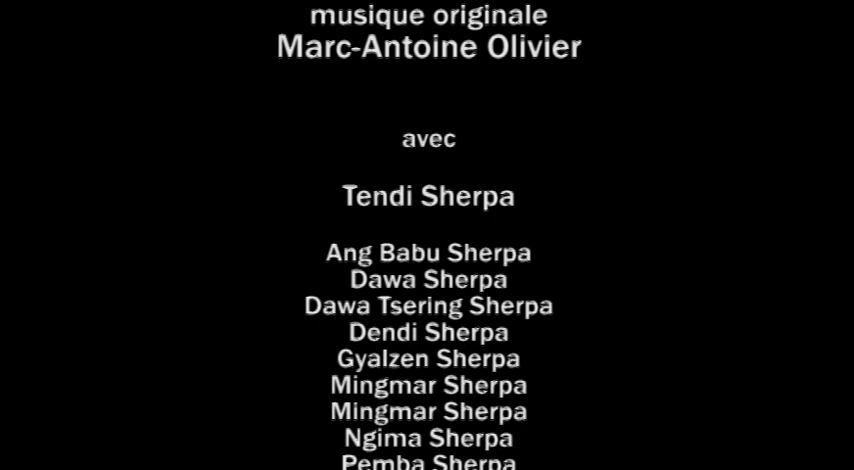 musique originale
Marc-Antoine Olivier
avec
Tendi Sherpa
Ang Babu Sherpa
Dawa Sherpa
Dawa Tsering Sherpa
Dendi Sherpa
Gyalzen Sherpa
Mingmar Sherpa
Mingmar Sherpa
Ngima Sherpa
Pemba Sherpa